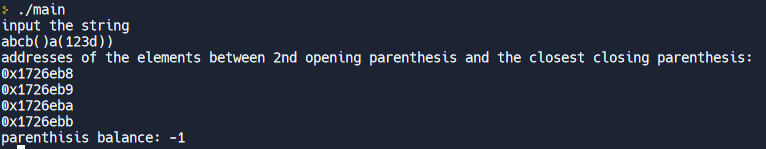 > ./main
input the string
abcb()a(123d))
addresses of the elements between 2nd opening parenthesis and the closest closing parenthesis:
0x1726eb8
0x1726eb9
0x1726eba
0x1726ebb
parenthisis balance: -1